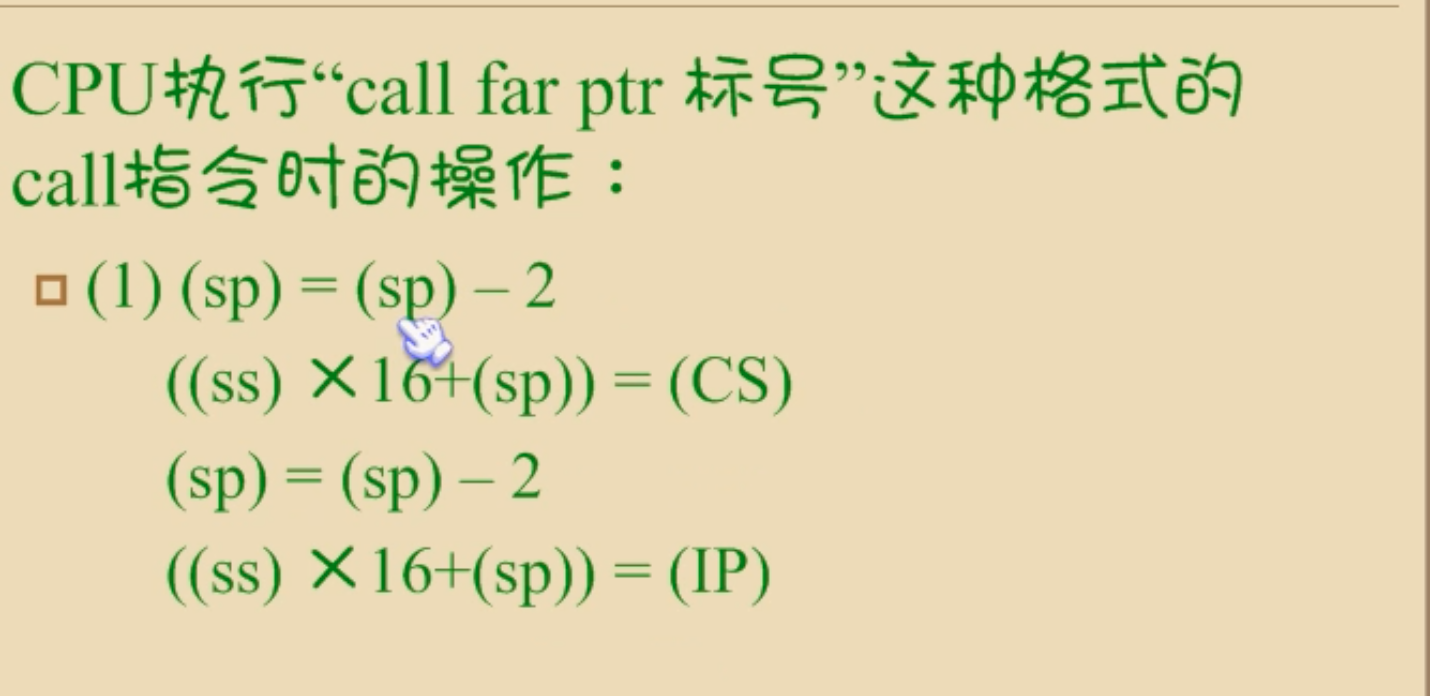 CPU执行“call far ptr 标号”这种格式的
call指令时的操作：
(1) (sp) = (sp) – 2
((ss) ×16+(sp)) = (CS)
(sp) = (sp) – 2
((ss) ×16+(sp)) = (IP)